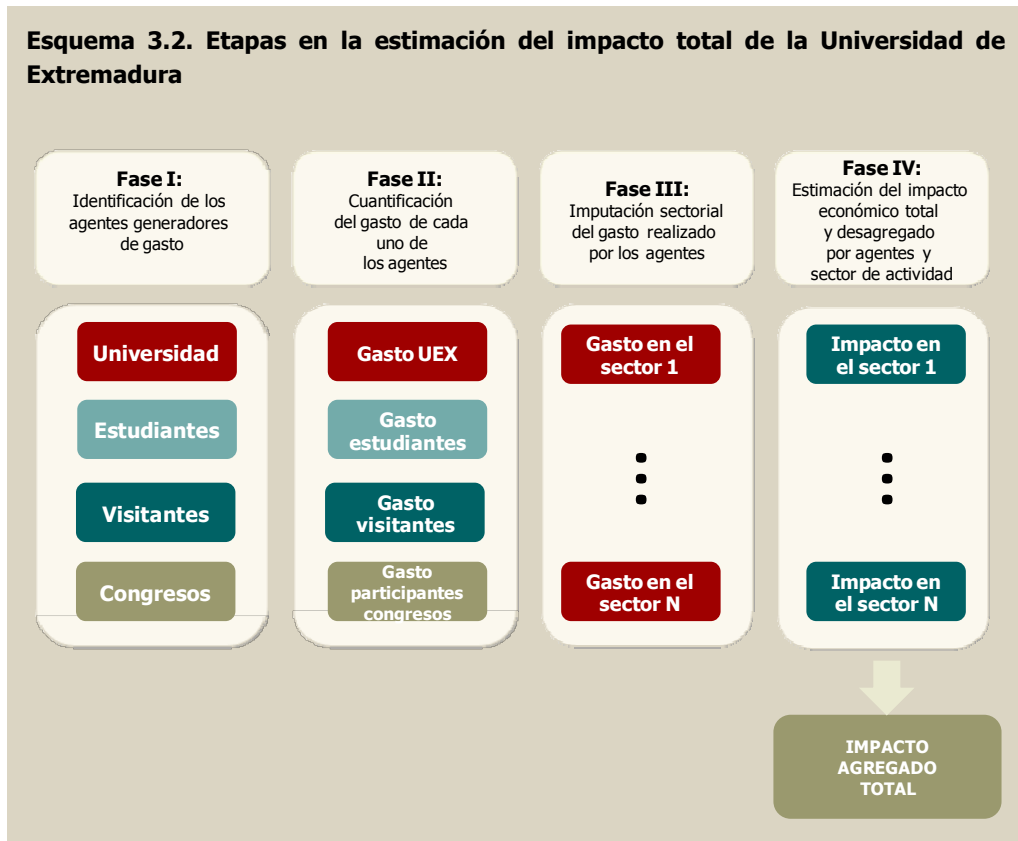 Esquema 3.2. Etapas en la estimación del impacto total de la Universidad de
Extremadura
Fase I:
Identificación de los
agentes generadores
de gasto
Fase II:
Cuantificación
del gasto de cada
uno de
los agentes
Fase III:
Imputación sectorial
del gasto realizado
por los agentes
Fase IV:
Estimación del impacto
económico total
y desagregado
por agentes y
sector de actividad
Universidad
Estudiantes
Visitantes
Congresos
Gasto UEX
Gasto
estudiantes
Gasto
visitantes
Gasto
participantes
congresos
Gasto en el
sector 1
Gasto en el
sector N
Impacto en
el sector 1
Impacto en
el sector N
IMPACTO
AGREGADO
TOTAL